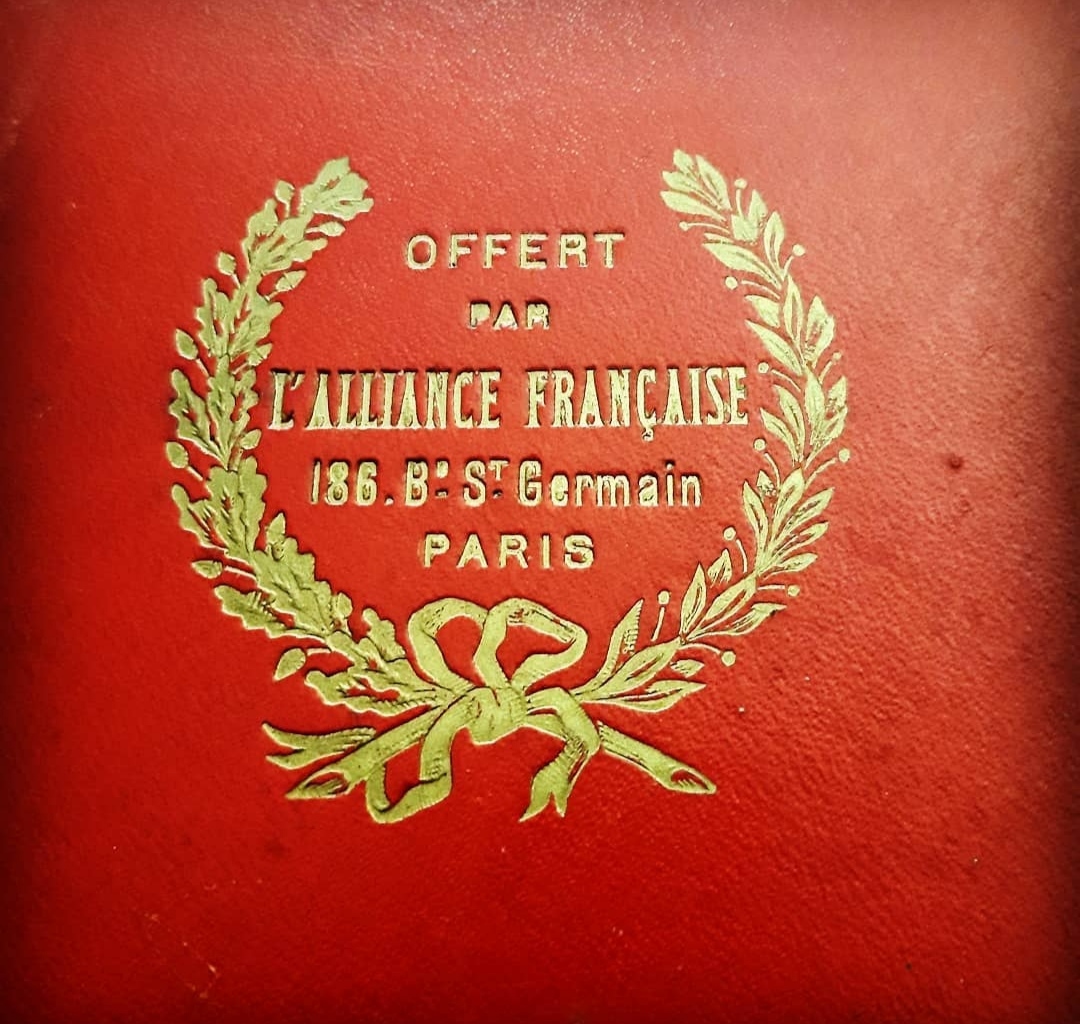 OFFERT
PAR
L'ALLIANCE FRANÇAISE
186. Bᴰ Sᵀ Germain
PARIS